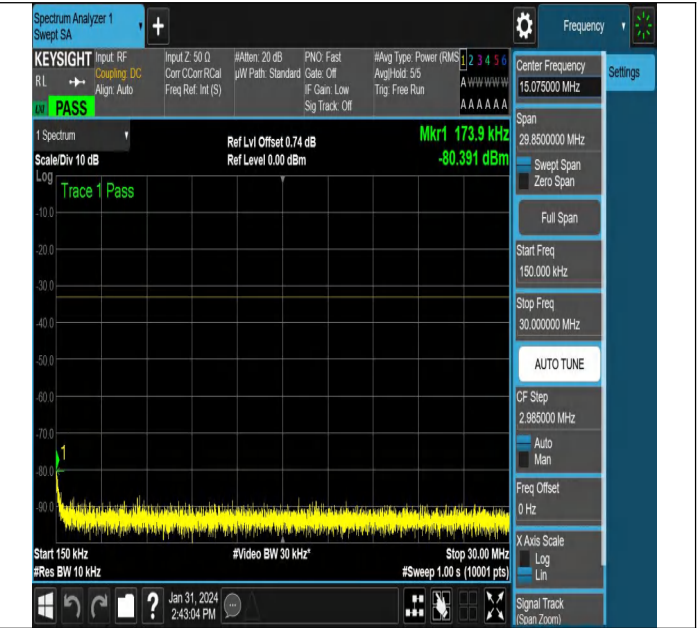 Spectrum Analyzer 1
Swept SA
Frequency
KEYSIGHT
RL
PASS
Input: RF
Coupling: DC
Align: Auto
Input Z: 50 Ω
Corr CCorr RCal
Freq Ref: Int (S)
#Atten: 20 dB
µW Path: Standard
PNO: Fast
Gate: Off
IF Gain: Low
Sig Track: Off
#Avg Type: Power (RMS
Avg|Hold: 5/5
Trig: Free Run
1 2 3 4 5 6
A W W W W W
A A A A A A
1 Spectrum
Scale/Div 10 dB
Ref Lvl Offset 0.74 dB
Ref Level 0.00 dBm
Mkr1 173.9 kHz
-80.391 dBm
Log
Trace 1 Pass
-10.0
-20.0
-30.0
-40.0
-50.0
-60.0
-70.0
1
-80.0
-90.0
Start 150 kHz
#Video BW 30 kHz*
Stop 30.00 MHz
#Res BW 10 kHz
#Sweep 1.00 s (10001 pts)
?
Jan 31, 2024
2:43:04 PM
Center Frequency
15.075000 MHz
Settings
Span
29.8500000 MHz
Swept Span
Zero Span
Full Span
Start Freq
150.000 kHz
Stop Freq
30.000000 MHz
AUTO TUNE
CF Step
2.985000 MHz
Auto
Man
Freq Offset
0 Hz
X Axis Scale
Log
Lin
Signal Track
(Span Zoom)